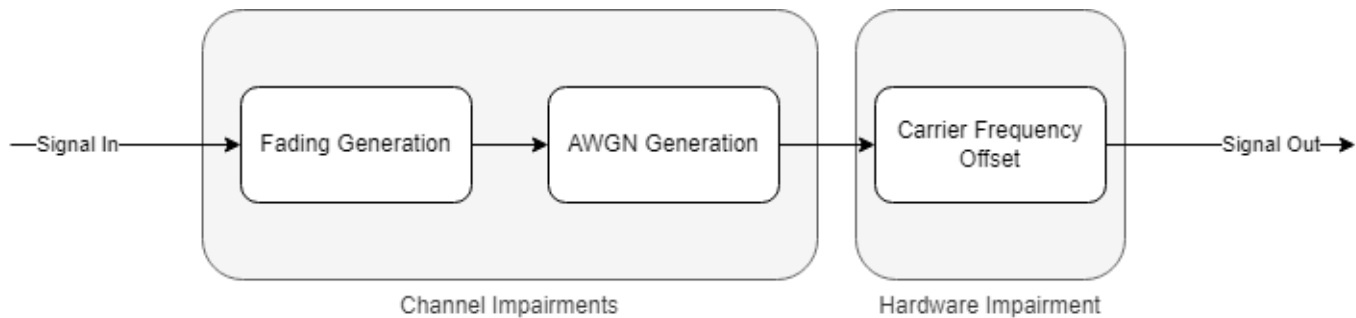 Signal In
Fading Generation
AWGN Generation
Carrier Frequency
Offset
Signal Out
Channel Impairments
Hardware Impairment